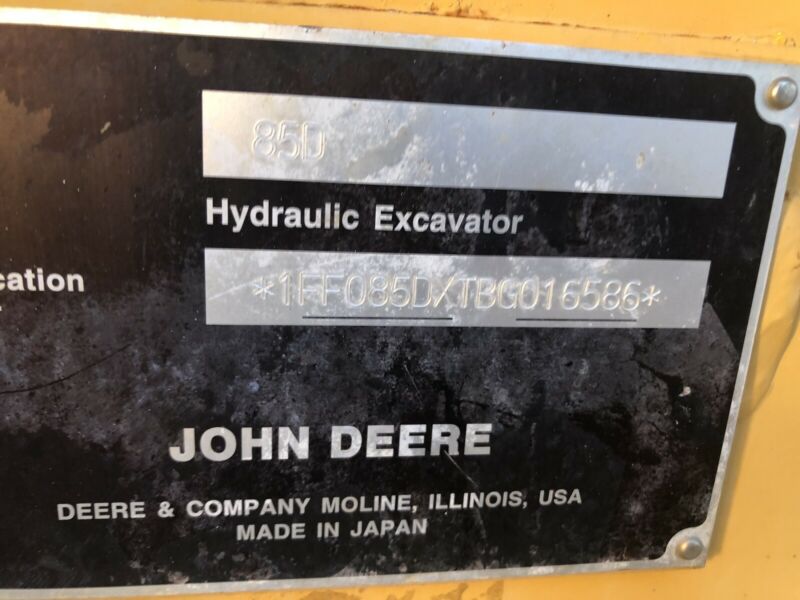 85D
Hydraulic Excavator
cation
*1FF085DXTBG016586*
JOHN DEERE
DEERE & COMPANY MOLINE, ILLINOIS, USA
MADE IN JAPAN